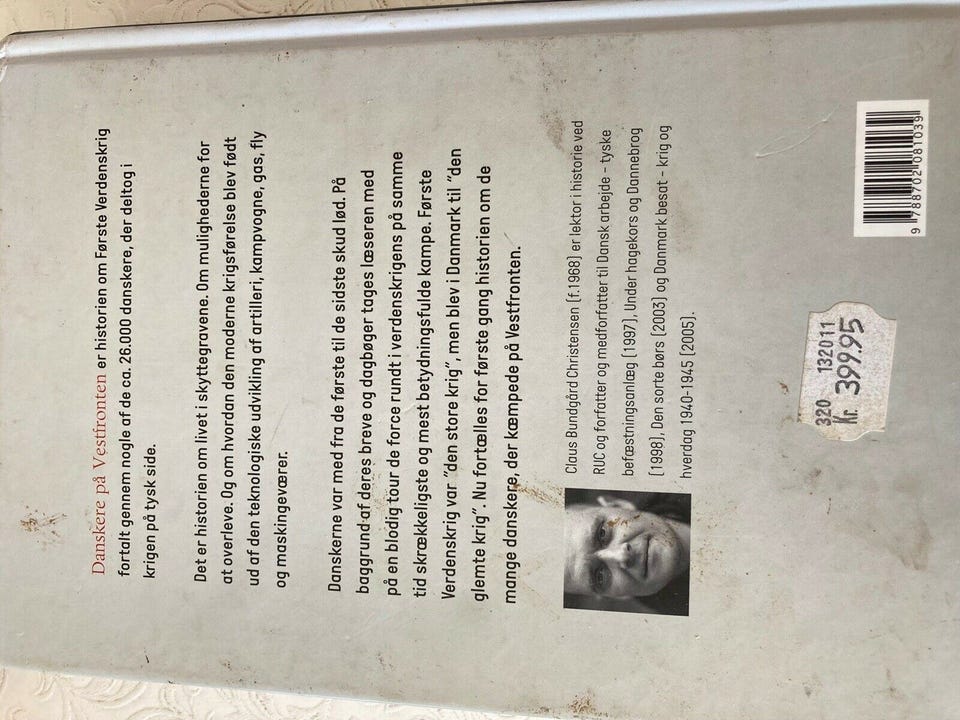 Danskere på Vestfronten er historien om Første Verdenskrig
fortalt gennem nogle af de ca. 26.000 danskere, der deltog i
krigen på tysk side.
Det er historien om livet i skyttegravene. Om mulighederne for
at overleve. Og om hvordan den moderne krigsførelse blev født
ud af den teknologiske udvikling af artilleri, kampvogne, gas, fly
og maskingeværer.
Danskerne var med fra de første til de sidste skud lød. På
baggrund af deres breve og dagbøger tages læseren med
på en blodig tour de force rundt i verdenskrigens på samme
tid skrækkeligste og mest betydningsfulde kampe. Første
Verdenskrig var "den store krig", men blev i Danmark til "den
glemte krig". Nu fortælles for første gang historien om de
mange danskere, der kæmpede på Vestfronten.
Claus Bundgård Christensen (f.1968) er lektor i historie ved
RUC og forfatter og medforfatter til Dansk arbejde - tyske
befæstningsanlæg (1997), Under hagekors og Dannebrog
(1998), Den sorte børs (2003) og Danmark besat - krig og
hverdag 1940-1945 (2005).
320 132011
Kr. 399.95
9 788702 081039